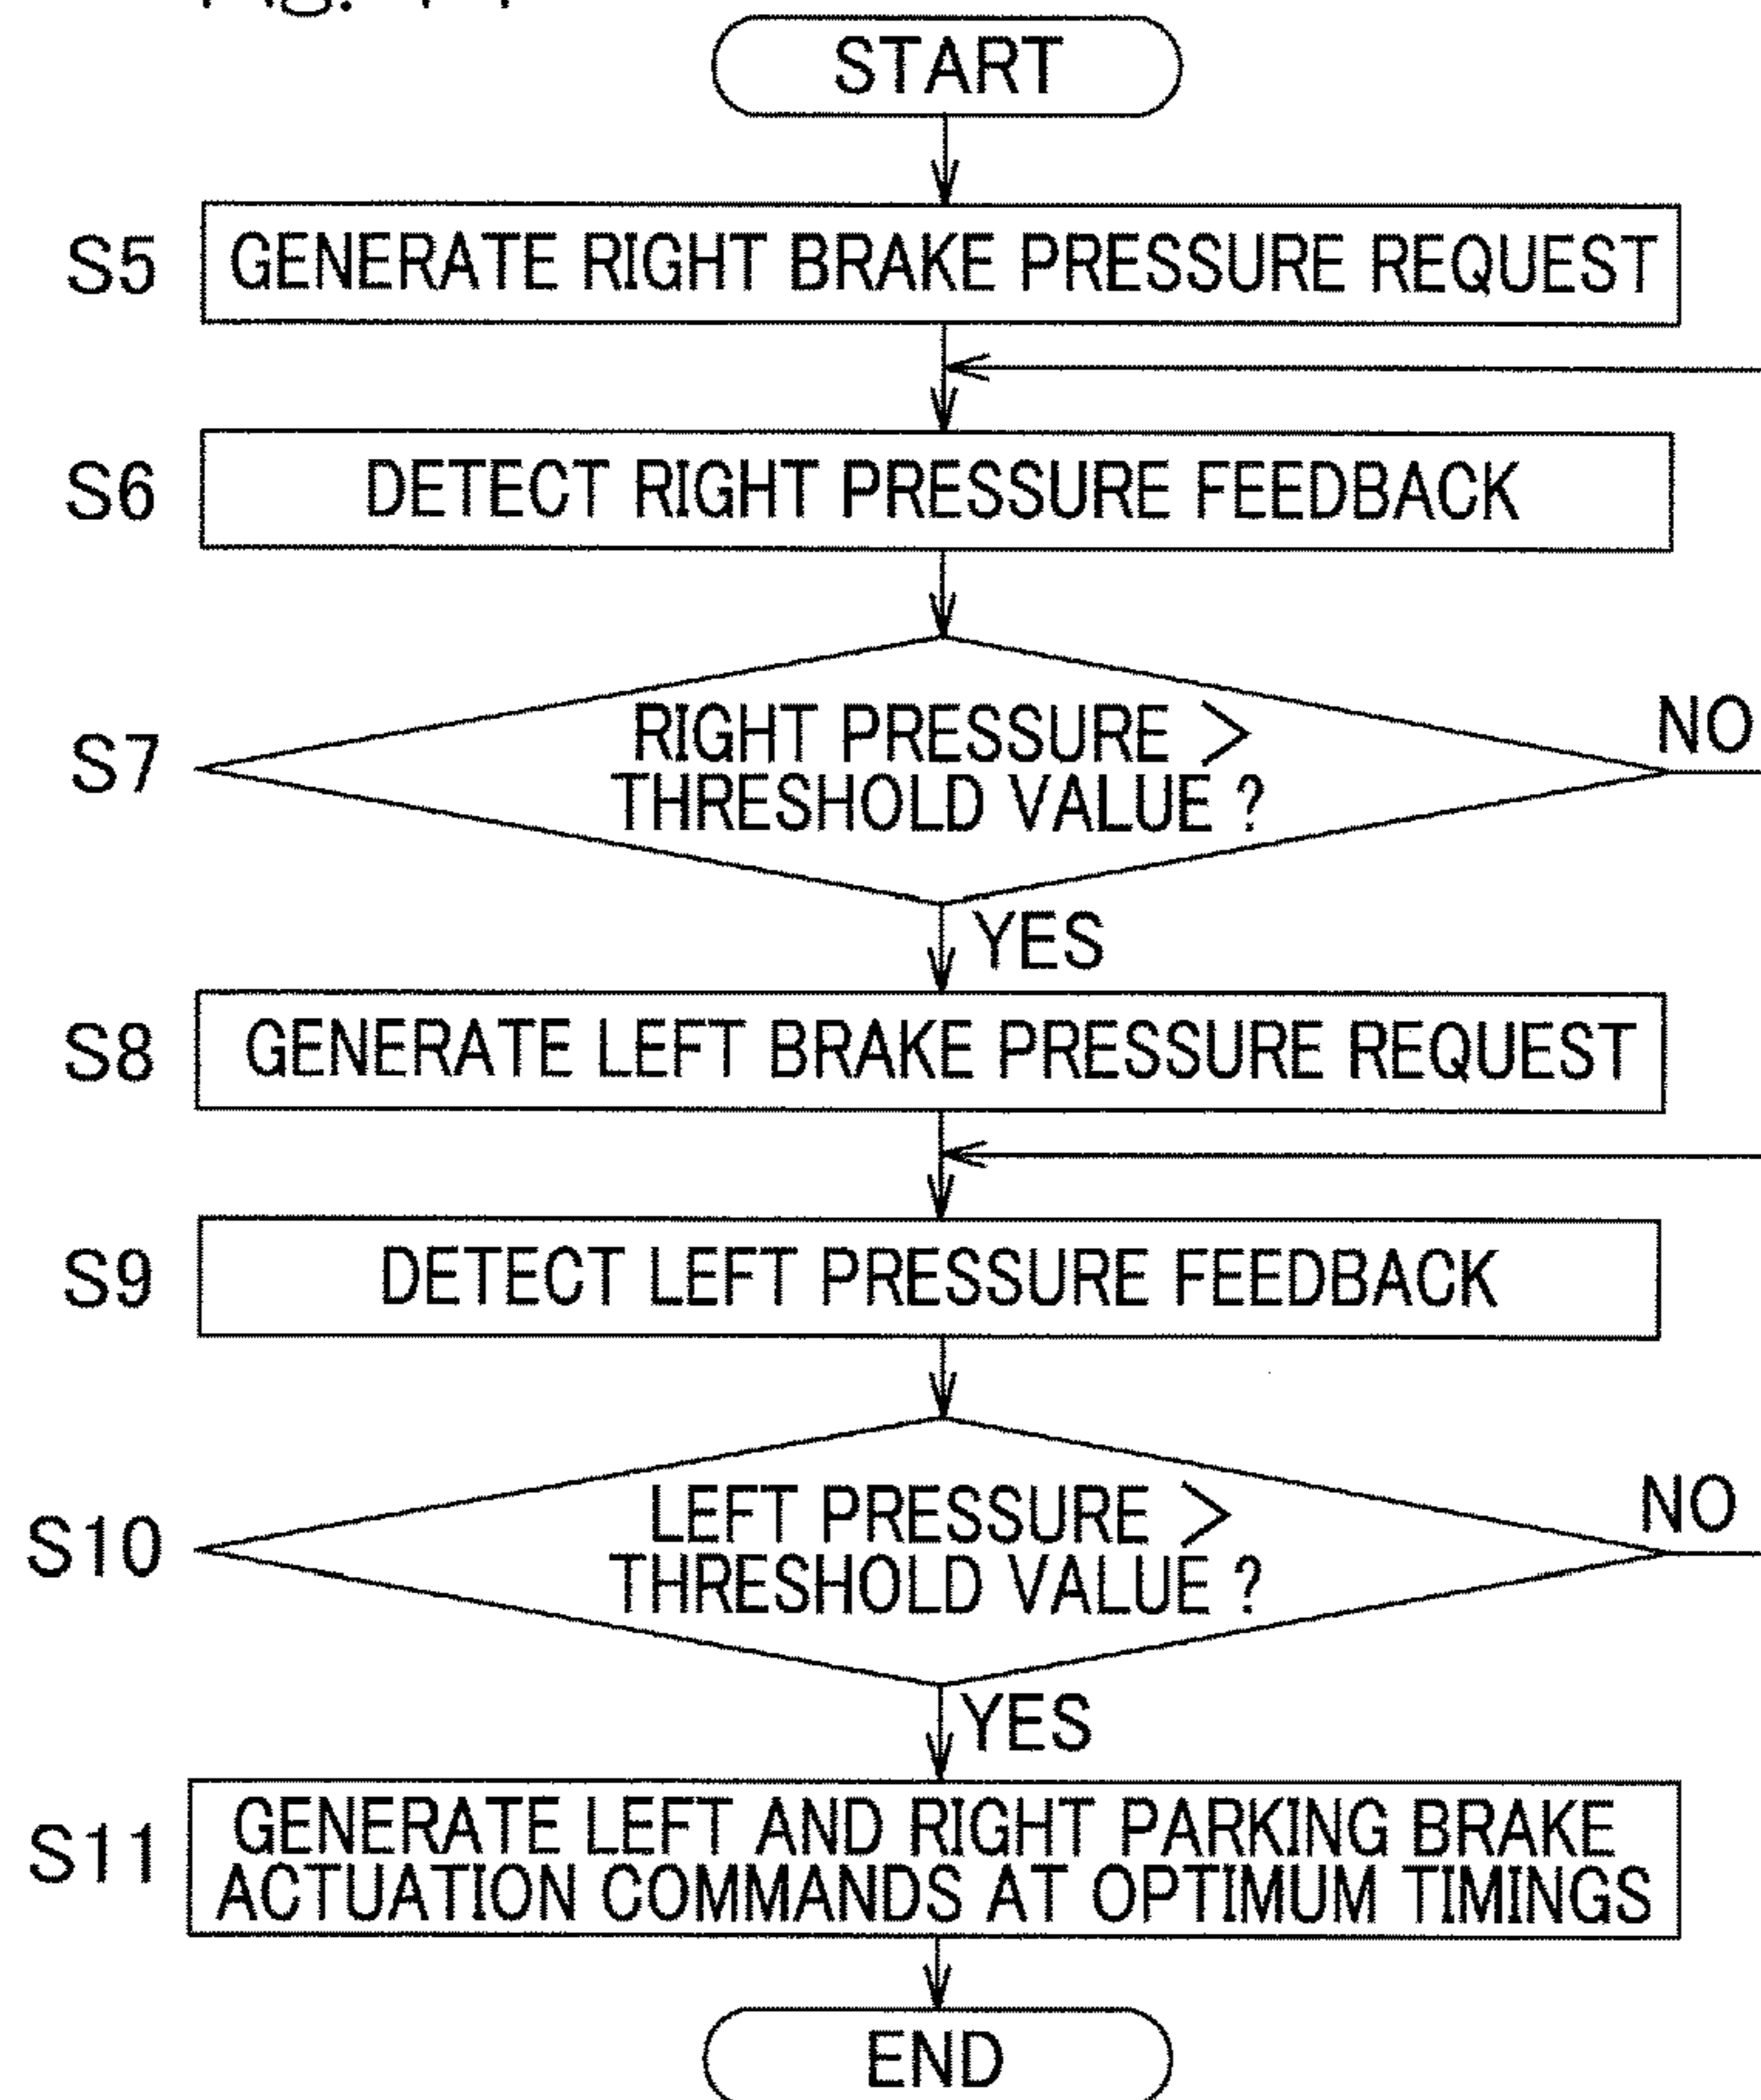 START
S5 GENERATE RIGHT BRAKE PRESSURE REQUEST
S6 DETECT RIGHT PRESSURE FEEDBACK
S7 RIGHT PRESSURE >
THRESHOLD VALUE ?
NO
YES
S8 GENERATE LEFT BRAKE PRESSURE REQUEST
S9 DETECT LEFT PRESSURE FEEDBACK
S10 LEFT PRESSURE >
THRESHOLD VALUE ?
NO
YES
S11 GENERATE LEFT AND RIGHT PARKING BRAKE
ACTUATION COMMANDS AT OPTIMUM TIMINGS
END